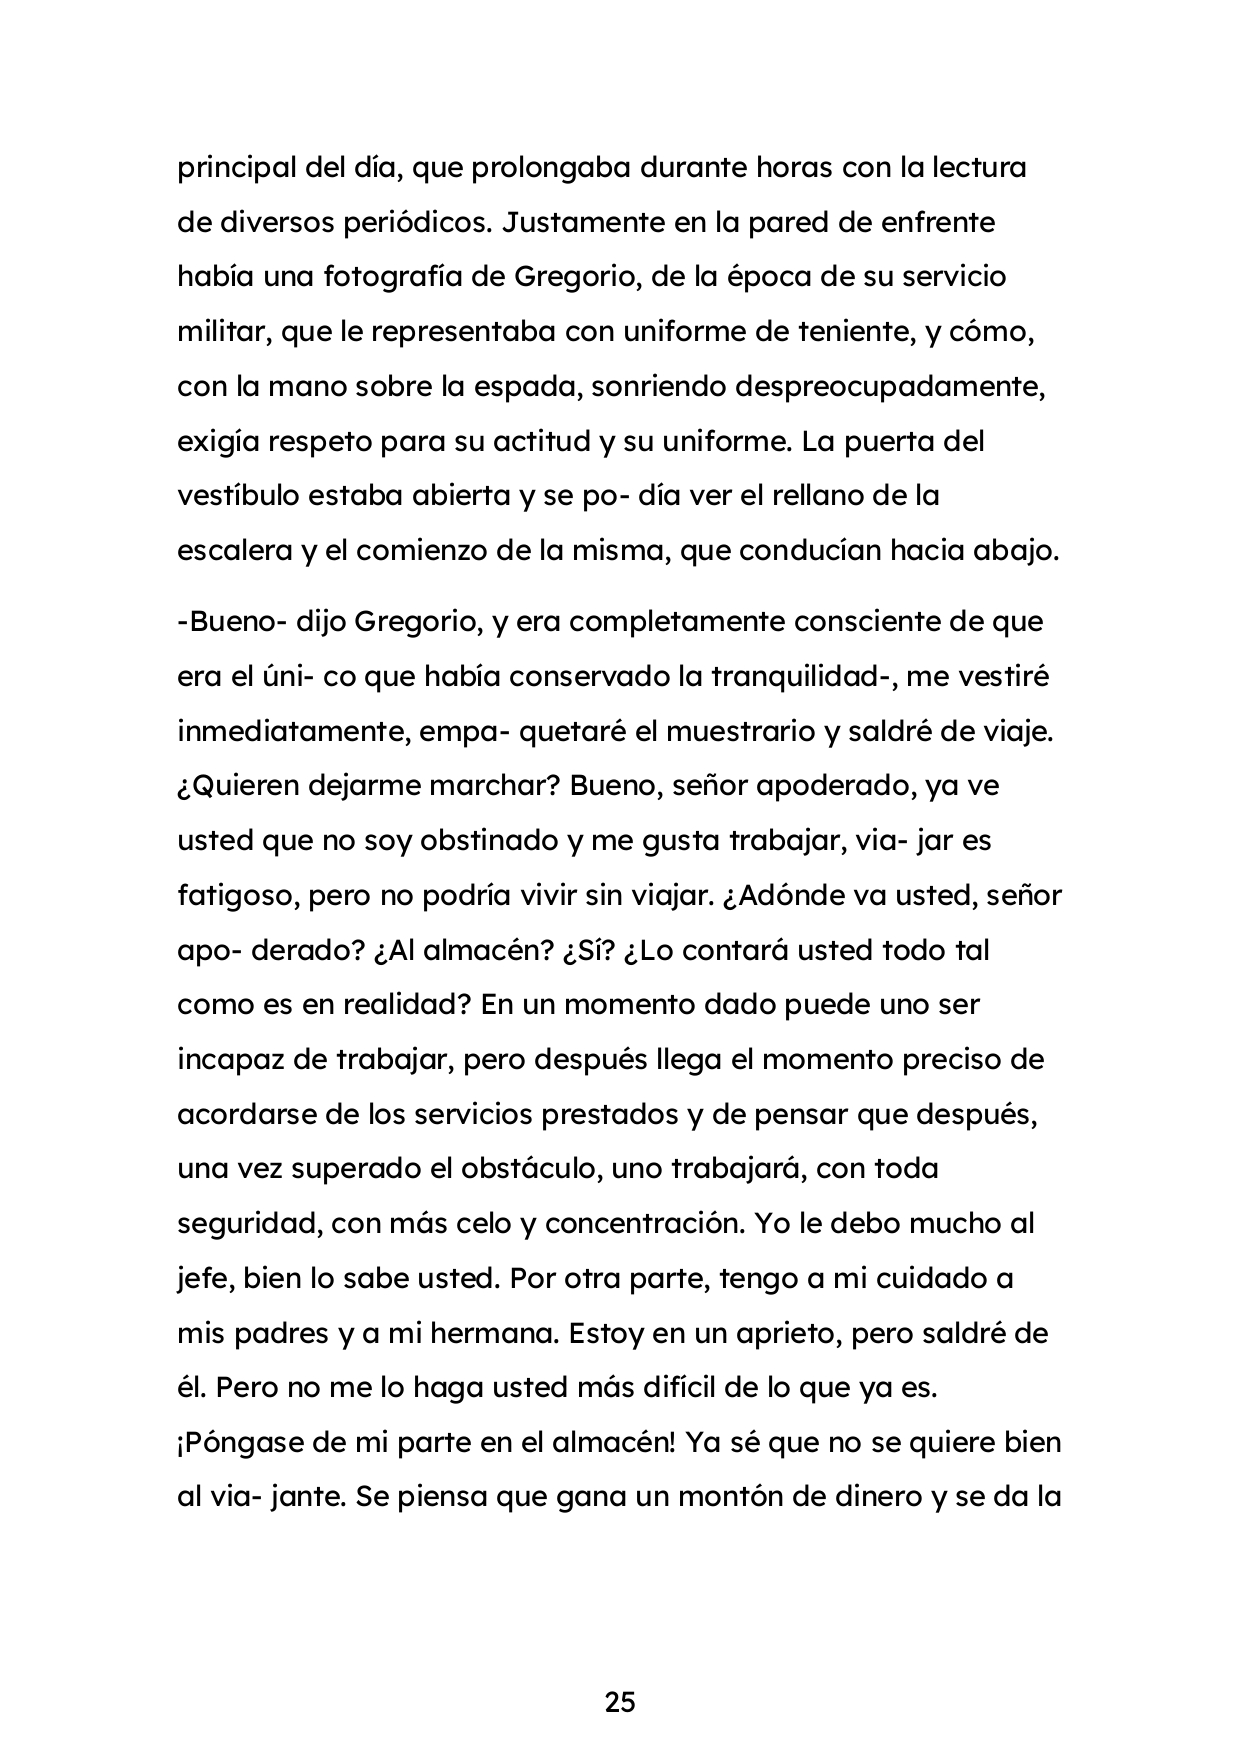 principal del día, que prolongaba durante horas con la lectura
de diversos periódicos. Justamente en la pared de enfrente
había una fotografía de Gregorio, de la época de su servicio
militar, que le representaba con uniforme de teniente, y cómo,
con la mano sobre la espada, sonriendo despreocupadamente,
exigía respeto para su actitud y su uniforme. La puerta del
vestíbulo estaba abierta y se po- día ver el rellano de la
escalera y el comienzo de la misma, que conducían hacia abajo.
-Bueno- dijo Gregorio, y era completamente consciente de que
era el úni- co que había conservado la tranquilidad-, me vestiré
inmediatamente, empa- quetaré el muestrario y saldré de viaje.
¿Quieren dejarme marchar? Bueno, señor apoderado, ya ve
usted que no soy obstinado y me gusta trabajar, via- jar es
fatigoso, pero no podría vivir sin viajar. ¿Adónde va usted, señor
apo- derado? ¿Al almacén? ¿Sí? ¿Lo contará usted todo tal
como es en realidad? En un momento dado puede uno ser
incapaz de trabajar, pero después llega el momento preciso de
acordarse de los servicios prestados y de pensar que después,
una vez superado el obstáculo, uno trabajará, con toda
seguridad, con más celo y concentración. Yo le debo mucho al
jefe, bien lo sabe usted. Por otra parte, tengo a mi cuidado a
mis padres y a mi hermana. Estoy en un aprieto, pero saldré de
él. Pero no me lo haga usted más difícil de lo que ya es.
¡Póngase de mi parte en el almacén! Ya sé que no se quiere bien
al via- jante. Se piensa que gana un montón de dinero y se da la
25